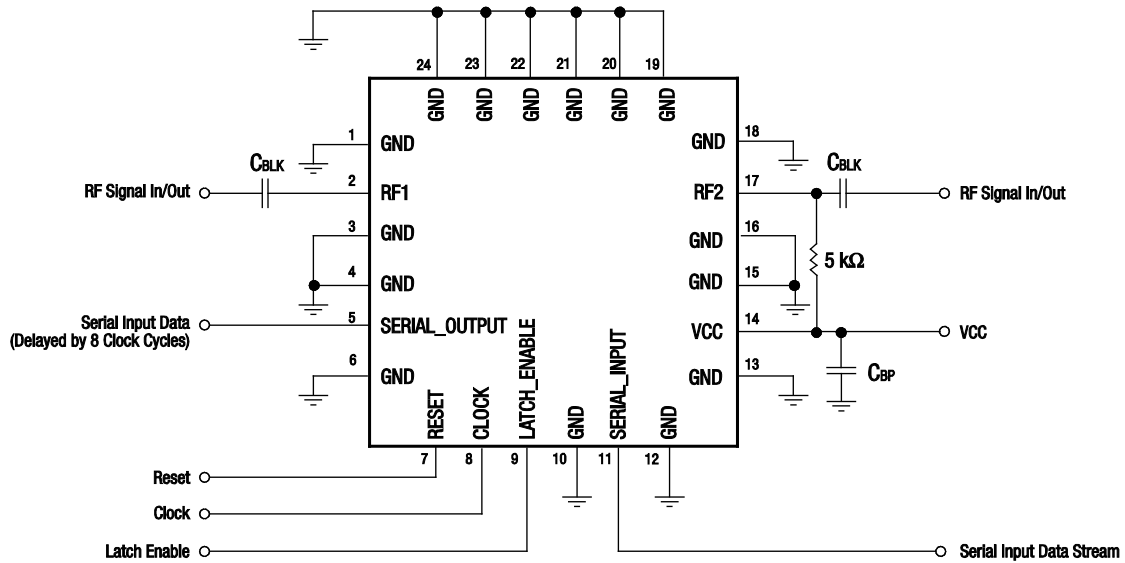 24 23 22 21 20 19
GND GND GND GND GND GND
1 GND
GND 18
CBLK
CBLK
RF Signal In/Out
2 RF1
RF2 17
RF Signal In/Out
3 GND
GND 16
5 kΩ
4 GND
GND 15
Serial Input Data
(Delayed by 8 Clock Cycles)
5 SERIAL_OUTPUT
VCC 14
VCC
6 GND
GND 13
CBP
RESET CLOCK LATCH_ENABLE GND SERIAL_INPUT GND
7 8 9 10 11 12
Reset
Clock
Latch Enable
Serial Input Data Stream